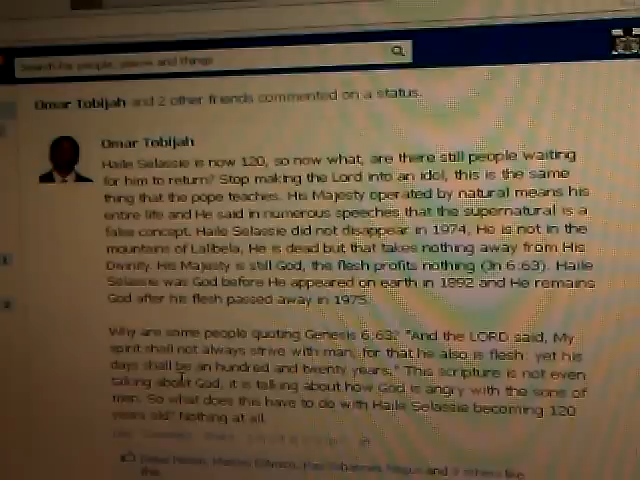 Search for people, places and things
Omar Tobijah and 2 other friends commented on a status.
Omar Tobijah
Haile Selassie is now 120, so now what, are there still people waiting
for him to return? Stop making the Lord into an idol, this is the same
thing that the pope teaches. His Majesty operated by natural means his
entire life and He said in numerous speeches that the supernatural is a
false concept. Haile Selassie did not disappear in 1974, He is not in the
mountains of Lalibela, He is dead but that takes nothing away from His
Divinity. His Majesty is still God, the flesh profits nothing (Jn 6:63). Haile
Selassie was God before He appeared on earth in 1892 and He remains
God after his flesh passed away in 1975.
Why are some people quoting Genesis 6:63? "And the LORD said, My
spirit shall not always strive with man, for that he also is flesh: yet his
days shall be an hundred and twenty years." This scripture is not even
talking about God, it is talking about how God is angry with the sons of
men. So what does this have to do with Haile Selassie becoming 120
years old? Nothing at all.
and 9 others like
this.